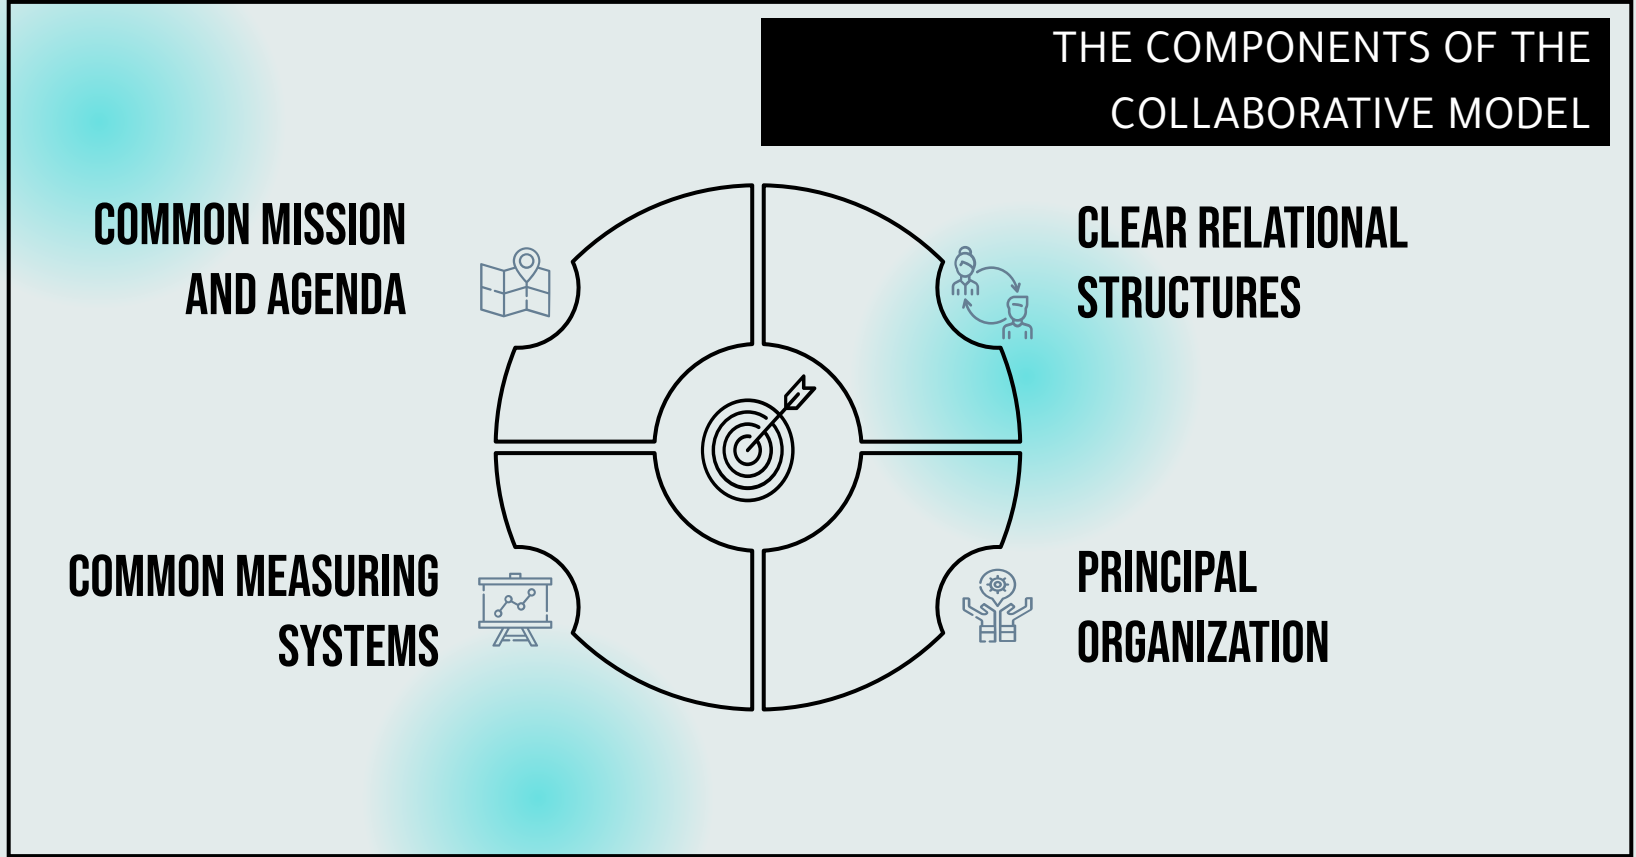 THE COMPONENTS OF THE
COLLABORATIVE MODEL
COMMON MISSION
AND AGENDA
CLEAR RELATIONAL
STRUCTURES
COMMON MEASURING
SYSTEMS
PRINCIPAL
ORGANIZATION